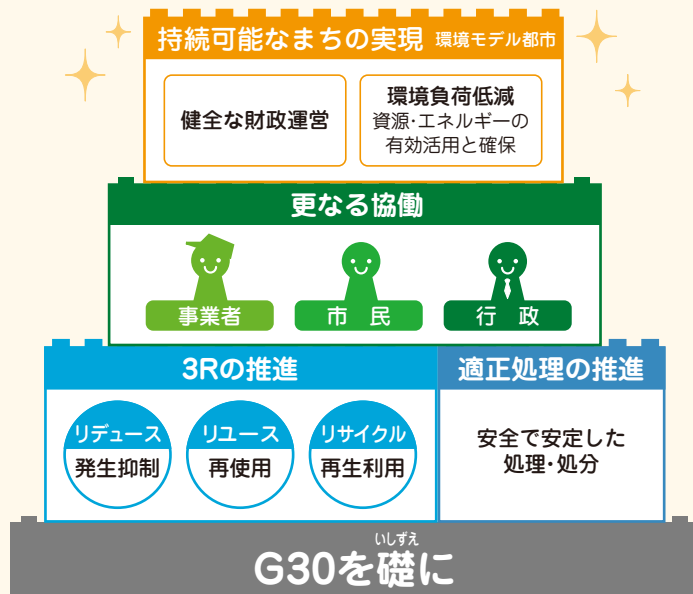 持続可能なまちの実現 環境モデル都市
健全な財政運営
環境負荷低減
資源・エネルギーの
有効活用と確保
更なる協働
事業者
市 民
行 政
3Rの推進
リデュース
発生抑制
リユース
再使用
リサイクル
再生利用
適正処理の推進
安全で安定した
処理・処分
いしずえ
G30を礎に